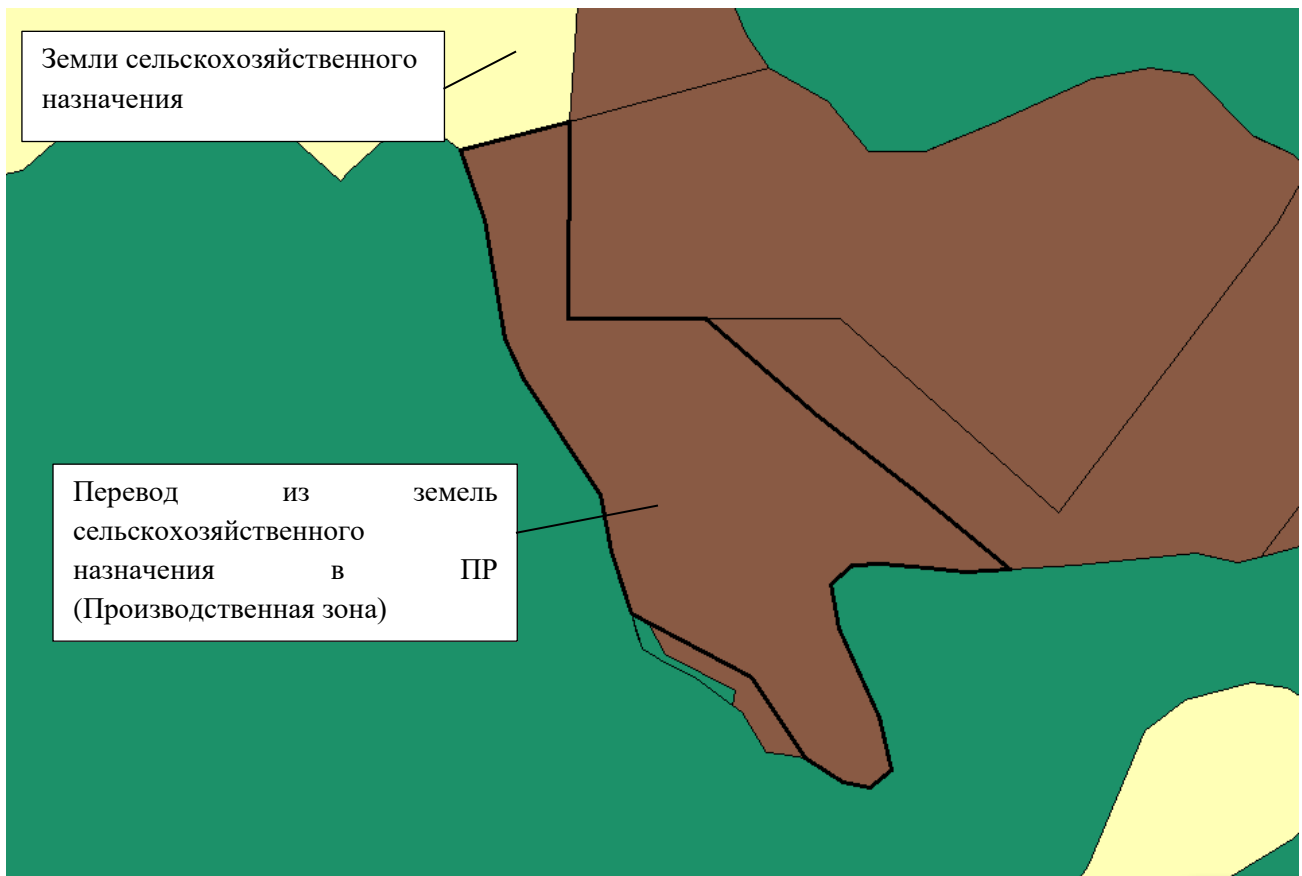 Земли сельскохозяйственного
назначения
Перевод из земель
сельскохозяйственного
назначения в ПР
(Производственная зона)